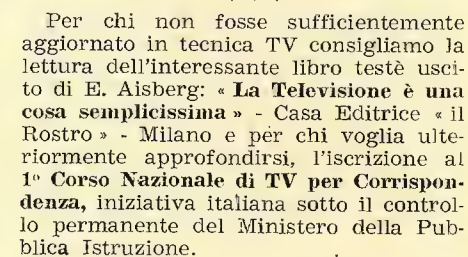 Per chi non fosse sufficientemente
aggiornato in tecnica TV consigliamo la
lettura dell'interessante libro testè usci-
to di E. Aisberg: « La Televisione è una
cosa semplicissima » - Casa Editrice « il
Rostro » - Milano e per chi voglia ulte-
riormente approfondirsi, l'iscrizione al
1º Corso Nazionale di TV per Corrispon-
denza, iniziativa italiana sotto il control-
lo permanente del Ministero della Pub-
blica Istruzione.